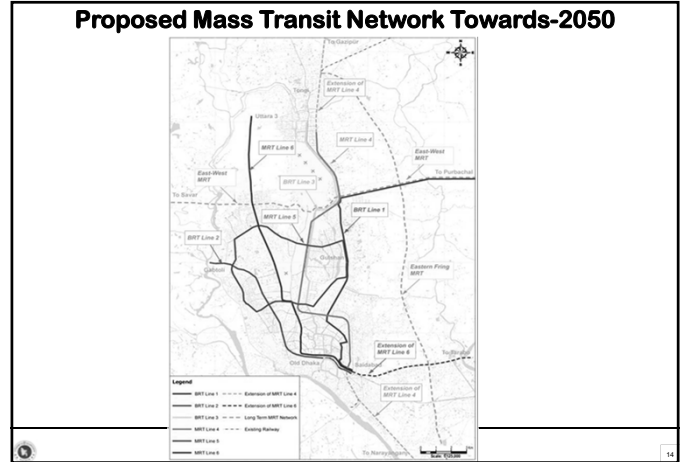 Proposed Mass Transit Network Towards-2050
To Gazipur
Extension of
MRT Line 4
Tongi
Uttara 3
MRT Line 6
MRT Line 4
East-West
MRT
East-West
MRT
BRT Line 3
To Purbachal
To Savar
MRT Line 5
BRT Line 1
BRT Line 2
Gulshan
Gabtoli
Eastern Fring
MRT
Extension of
MRT Line 6
Old Dhaka
Saidabad
Extension of
MRT Line 4
To Narayanganj
Legend
BRT Line 1
BRT Line 2
BRT Line 3
MRT Line 4
MRT Line 5
MRT Line 6
Extension of MRT Line 4
Extension of MRT Line 6
Long Term MRT Network
Existing Railway
14